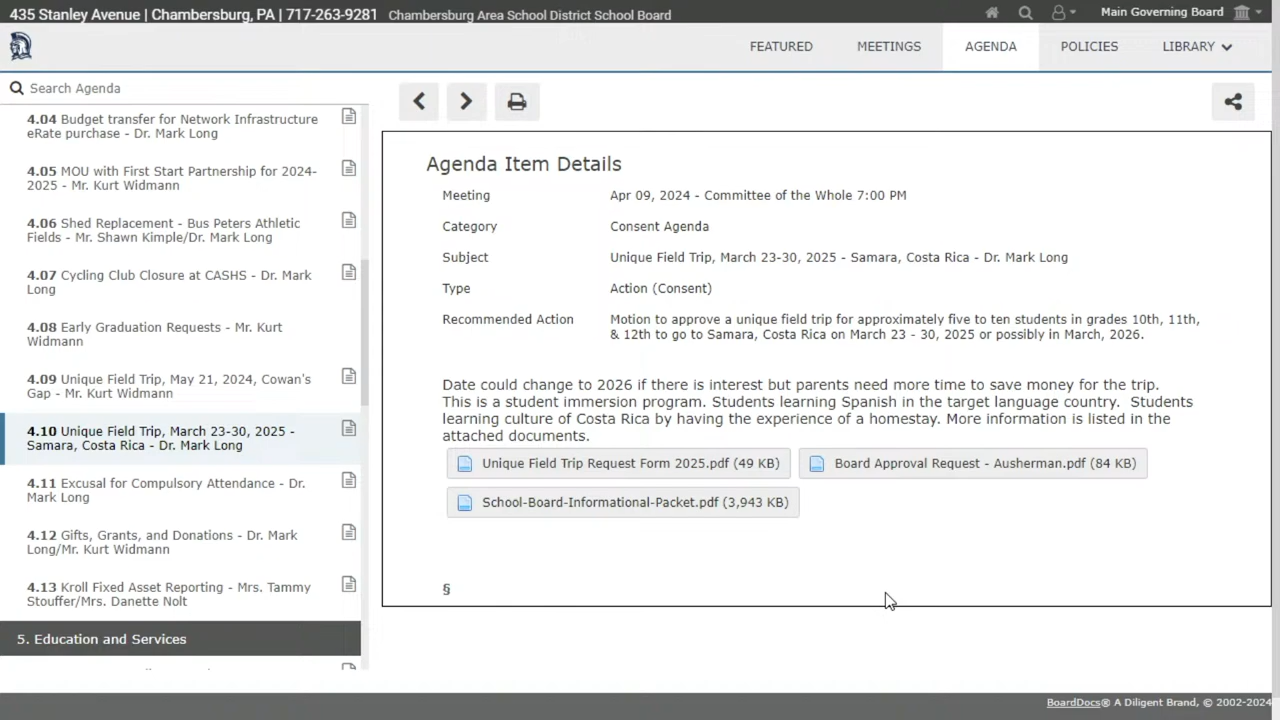 435 Stanley Avenue | Chambersburg, PA | 717-263-9281 Chambersburg Area School District School Board
Main Governing Board
FEATURED MEETINGS AGENDA POLICIES LIBRARY
Search Agenda
4.04 Budget transfer for Network Infrastructure
eRate purchase - Dr. Mark Long
4.05 MOU with First Start Partnership for 2024-
2025 - Mr. Kurt Widmann
4.06 Shed Replacement - Bus Peters Athletic
Fields - Mr. Shawn Kimple/Dr. Mark Long
4.07 Cycling Club Closure at CASHS - Dr. Mark
Long
4.08 Early Graduation Requests - Mr. Kurt
Widmann
4.09 Unique Field Trip, May 21, 2024, Cowan's
Gap - Mr. Kurt Widmann
4.10 Unique Field Trip, March 23-30, 2025 -
Samara, Costa Rica - Dr. Mark Long
4.11 Excusal for Compulsory Attendance - Dr.
Mark Long
4.12 Gifts, Grants, and Donations - Dr. Mark
Long/Mr. Kurt Widmann
4.13 Kroll Fixed Asset Reporting - Mrs. Tammy
Stouffer/Mrs. Danette Nolt
5. Education and Services
Agenda Item Details
Meeting Apr 09, 2024 - Committee of the Whole 7:00 PM
Category Consent Agenda
Subject Unique Field Trip, March 23-30, 2025 - Samara, Costa Rica - Dr. Mark Long
Type Action (Consent)
Recommended Action Motion to approve a unique field trip for approximately five to ten students in grades 10th, 11th,
& 12th to go to Samara, Costa Rica on March 23 - 30, 2025 or possibly in March, 2026.
Date could change to 2026 if there is interest but parents need more time to save money for the trip.
This is a student immersion program. Students learning Spanish in the target language country. Students
learning culture of Costa Rica by having the experience of a homestay. More information is listed in the
attached documents.
Unique Field Trip Request Form 2025.pdf (49 KB) Board Approval Request - Ausherman.pdf (84 KB)
School-Board-Informational-Packet.pdf (3,943 KB)
§
BoardDocs® A Diligent Brand, © 2002-2024